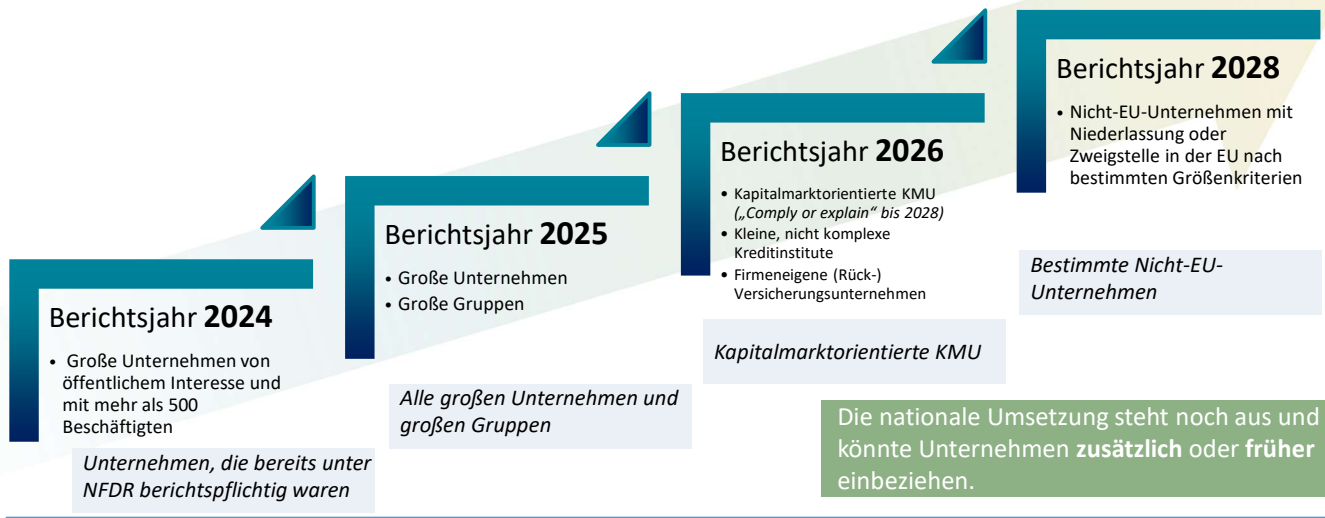 Berichtsjahr 2024
• Große Unternehmen von
öffentlichem Interesse und
mit mehr als 500
Beschäftigten
Unternehmen, die bereits unter
NFDR berichtspflichtig waren
Berichtsjahr 2025
• Große Unternehmen
• Große Gruppen
Alle großen Unternehmen und
großen Gruppen
Berichtsjahr 2026
• Kapitalmarktorientierte KMU
(„Comply or explain“ bis 2028)
• Kleine, nicht komplexe
Kreditinstitute
• Firmeneigene (Rück-)
Versicherungsunternehmen
Kapitalmarktorientierte KMU
Berichtsjahr 2028
• Nicht-EU-Unternehmen mit
Niederlassung oder
Zweigstelle in der EU nach
bestimmten Größenkriterien
Bestimmte Nicht-EU-
Unternehmen
Die nationale Umsetzung steht noch aus und
könnte Unternehmen zusätzlich oder früher
einbeziehen.